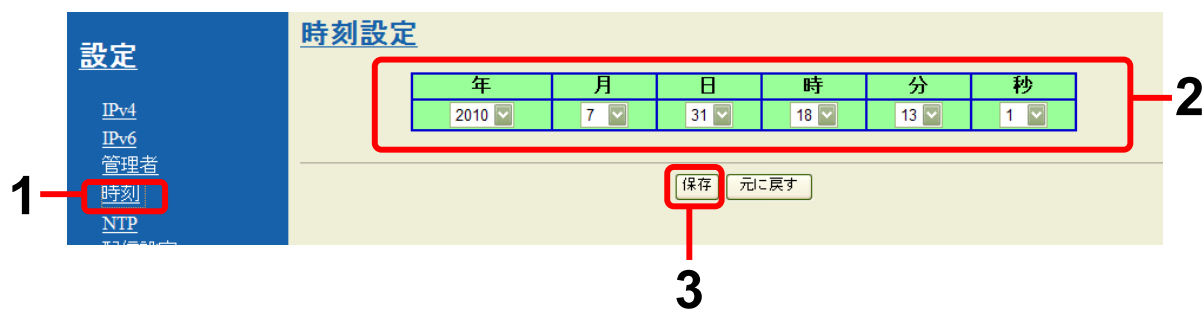 設定
IPv4
IPv6
管理者
時刻
NTP
1
時刻設定
年 月 日 時 分 秒
2010 7 31 18 13 1
2
保存 元に戻す
3